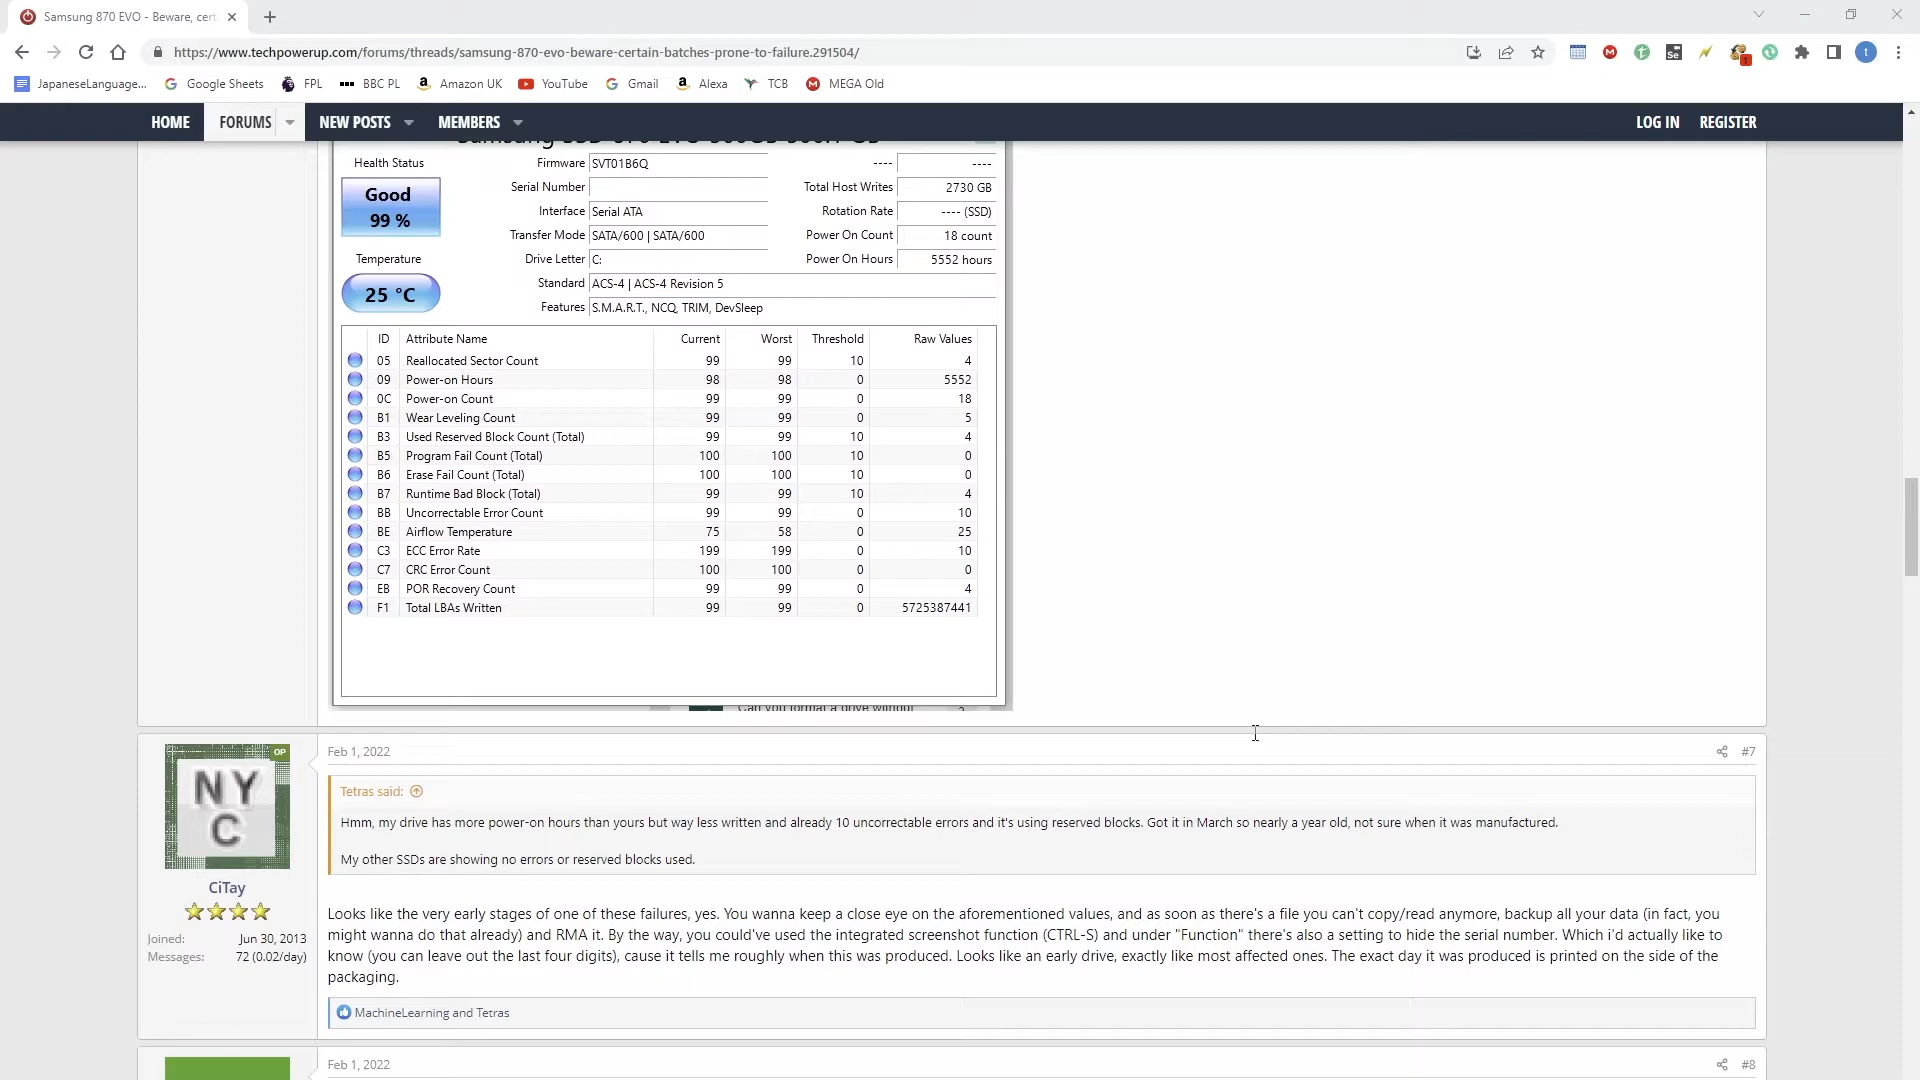 Samsung 870 EVO - Beware, cert
https://www.techpowerup.com/forums/threads/samsung-870-evo-beware-certain-batches-prone-to-failure.291504/
JapaneseLanguage... Google Sheets FPL BBC PL Amazon UK YouTube Gmail Alexa TCB MEGA Old
HOME FORUMS NEW POSTS MEMBERS LOG IN REGISTER
Health Status Firmware SVT01B6Q ---- ----
Good Serial Number Total Host Writes 2730 GB
99 % Interface Serial ATA Rotation Rate ---- (SSD)
Transfer Mode SATA/600 | SATA/600 Power On Count 18 count
Temperature Drive Letter C: Power On Hours 5552 hours
25 °C Standard ACS-4 | ACS-4 Revision 5
Features S.M.A.R.T., NCQ, TRIM, DevSleep
ID Attribute Name Current Worst Threshold Raw Values
05 Reallocated Sector Count 99 99 10 4
09 Power-on Hours 98 98 0 5552
0C Power-on Count 99 99 0 18
B1 Wear Leveling Count 99 99 0 5
B3 Used Reserved Block Count (Total) 99 99 10 4
B5 Program Fail Count (Total) 100 100 10 0
B6 Erase Fail Count (Total) 100 100 10 0
B7 Runtime Bad Block (Total) 99 99 10 4
BB Uncorrectable Error Count 99 99 0 10
BE Airflow Temperature 75 58 0 25
C3 ECC Error Rate 199 199 0 10
C7 CRC Error Count 100 100 0 0
EB POR Recovery Count 99 99 0 4
F1 Total LBAs Written 99 99 0 5725387441
Can you format a drive without
OP
NY
C
CiTay
Joined: Jun 30, 2013
Messages: 72 (0.02/day)
Feb 1, 2022 #7
Tetras said:
Hmm, my drive has more power-on hours than yours but way less written and already 10 uncorrectable errors and it's using reserved blocks. Got it in March so nearly a year old, not sure when it was manufactured.
My other SSDs are showing no errors or reserved blocks used.
Looks like the very early stages of one of these failures, yes. You wanna keep a close eye on the aforementioned values, and as soon as there's a file you can't copy/read anymore, backup all your data (in fact, you
might wanna do that already) and RMA it. By the way, you could've used the integrated screenshot function (CTRL-S) and under "Function" there's also a setting to hide the serial number. Which i'd actually like to
know (you can leave out the last four digits), cause it tells me roughly when this was produced. Looks like an early drive, exactly like most affected ones. The exact day it was produced is printed on the side of the
packaging.
MachineLearning and Tetras
Feb 1, 2022 #8